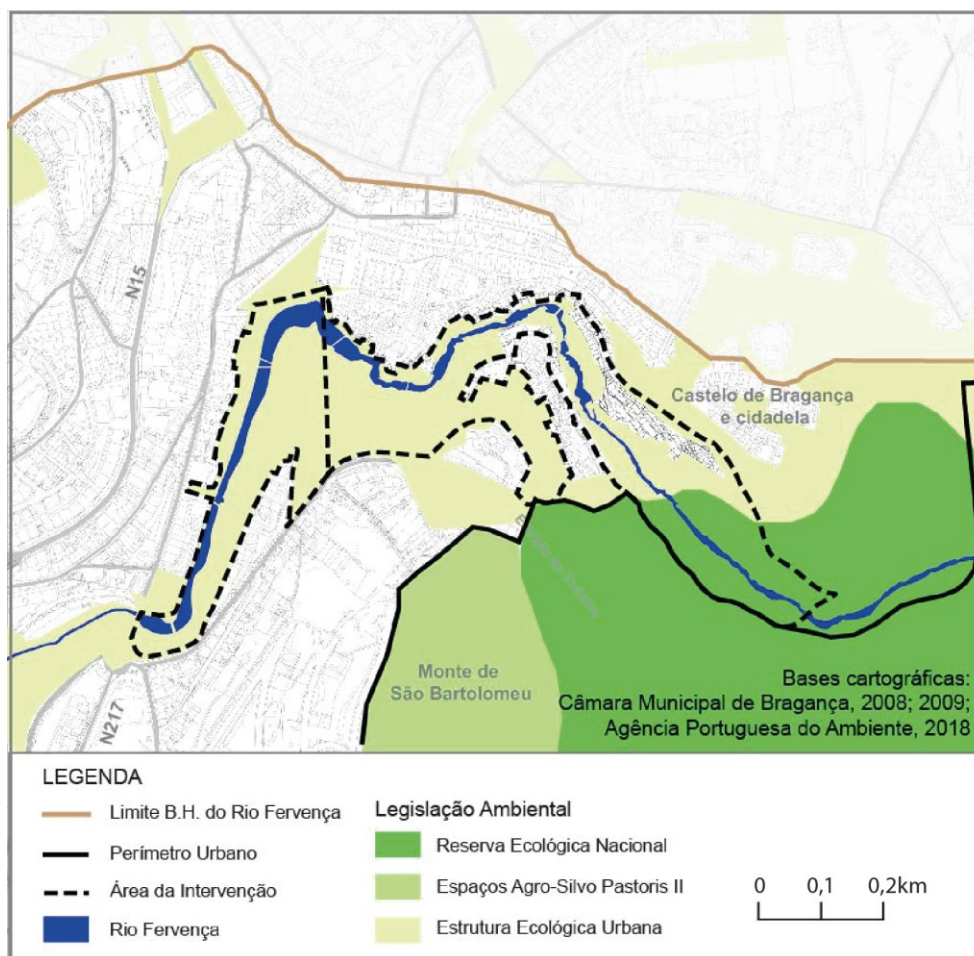 N15
Castelo de Bragança
e cidadela
Monte de
São Bartolomeu
N217
Bases cartográficas:
Câmara Municipal de Bragança, 2008; 2009;
Agência Portuguesa do Ambiente, 2018
LEGENDA
Limite B.H. do Rio Fervença
Perímetro Urbano
Área da Intervenção
Rio Fervença
Legislação Ambiental
Reserva Ecológica Nacional
Espaços Agro-Silvo Pastoris II
Estrutura Ecológica Urbana
0 0,1 0,2km